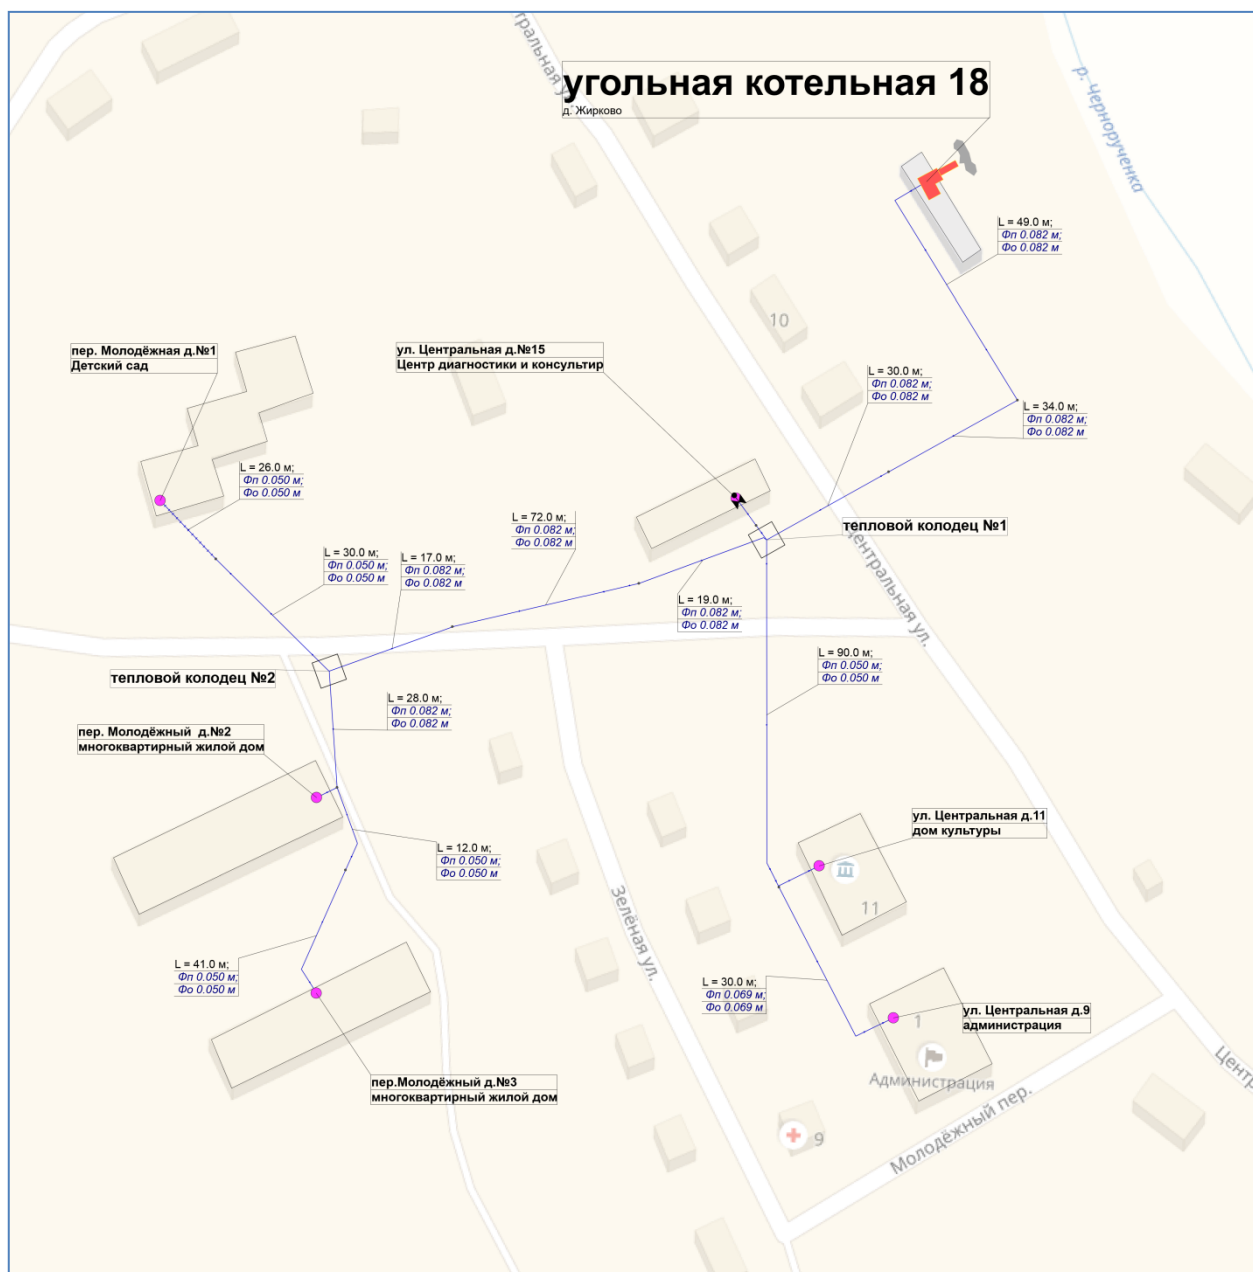 нтральная ул.
угольная котельная 18
д. Жирково
р. Чернорученка
L = 49.0 м;
Фп 0.082 м;
Фо 0.082 м
10
пер. Молодёжная д.№1
Детский сад
ул. Центральная д.№15
Центр диагностики и консультир
L = 30.0 м;
Фп 0.082 м;
Фо 0.082 м
L = 34.0 м;
Фп 0.082 м;
Фо 0.082 м
L = 26.0 м;
Фп 0.050 м;
Фо 0.050 м
L = 72.0 м;
Фп 0.082 м;
Фо 0.082 м
тепловой колодец №1
Центральная ул.
L = 30.0 м;
Фп 0.050 м;
Фо 0.050 м
L = 17.0 м;
Фп 0.082 м;
Фо 0.082 м
L = 19.0 м;
Фп 0.082 м;
Фо 0.082 м
L = 90.0 м;
Фп 0.050 м;
Фо 0.050 м
тепловой колодец №2
L = 28.0 м;
Фп 0.082 м;
Фо 0.082 м
пер. Молодёжный д.№2
многоквартирный жилой дом
ул. Центральная д.11
дом культуры
L = 12.0 м;
Фп 0.050 м;
Фо 0.050 м
11
Зелёная ул.
L = 41.0 м;
Фп 0.050 м;
Фо 0.050 м
L = 30.0 м;
Фп 0.069 м;
Фо 0.069 м
ул. Центральная д.9
администрация
1
Администрация
Центр
пер.Молодёжный д.№3
многоквартирный жилой дом
9
Молодёжный пер.